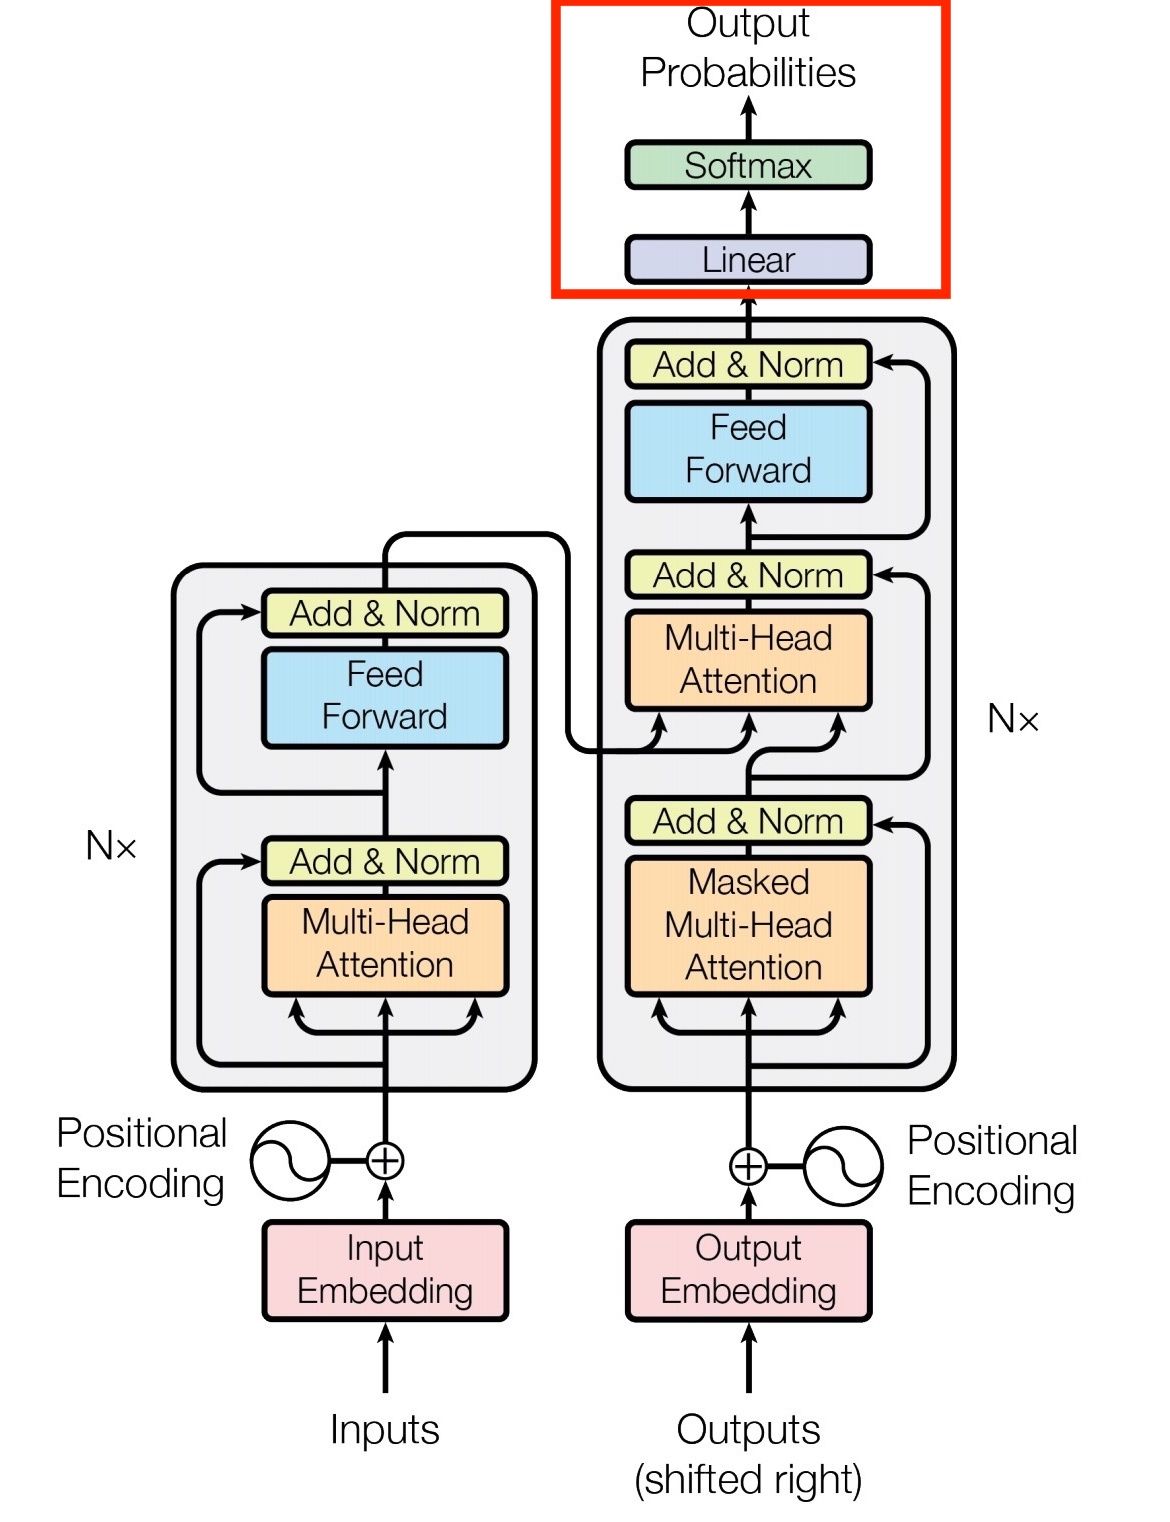 Output
Probabilities
Softmax
Linear
Add & Norm
Feed
Forward
Add & Norm
Multi-Head
Attention
Nx
Add & Norm
Masked
Multi-Head
Attention
Add & Norm
Feed
Forward
N×
Add & Norm
Multi-Head
Attention
Positional
Encoding
Positional
Encoding
Input
Embedding
Output
Embedding
Inputs
Outputs
(shifted right)